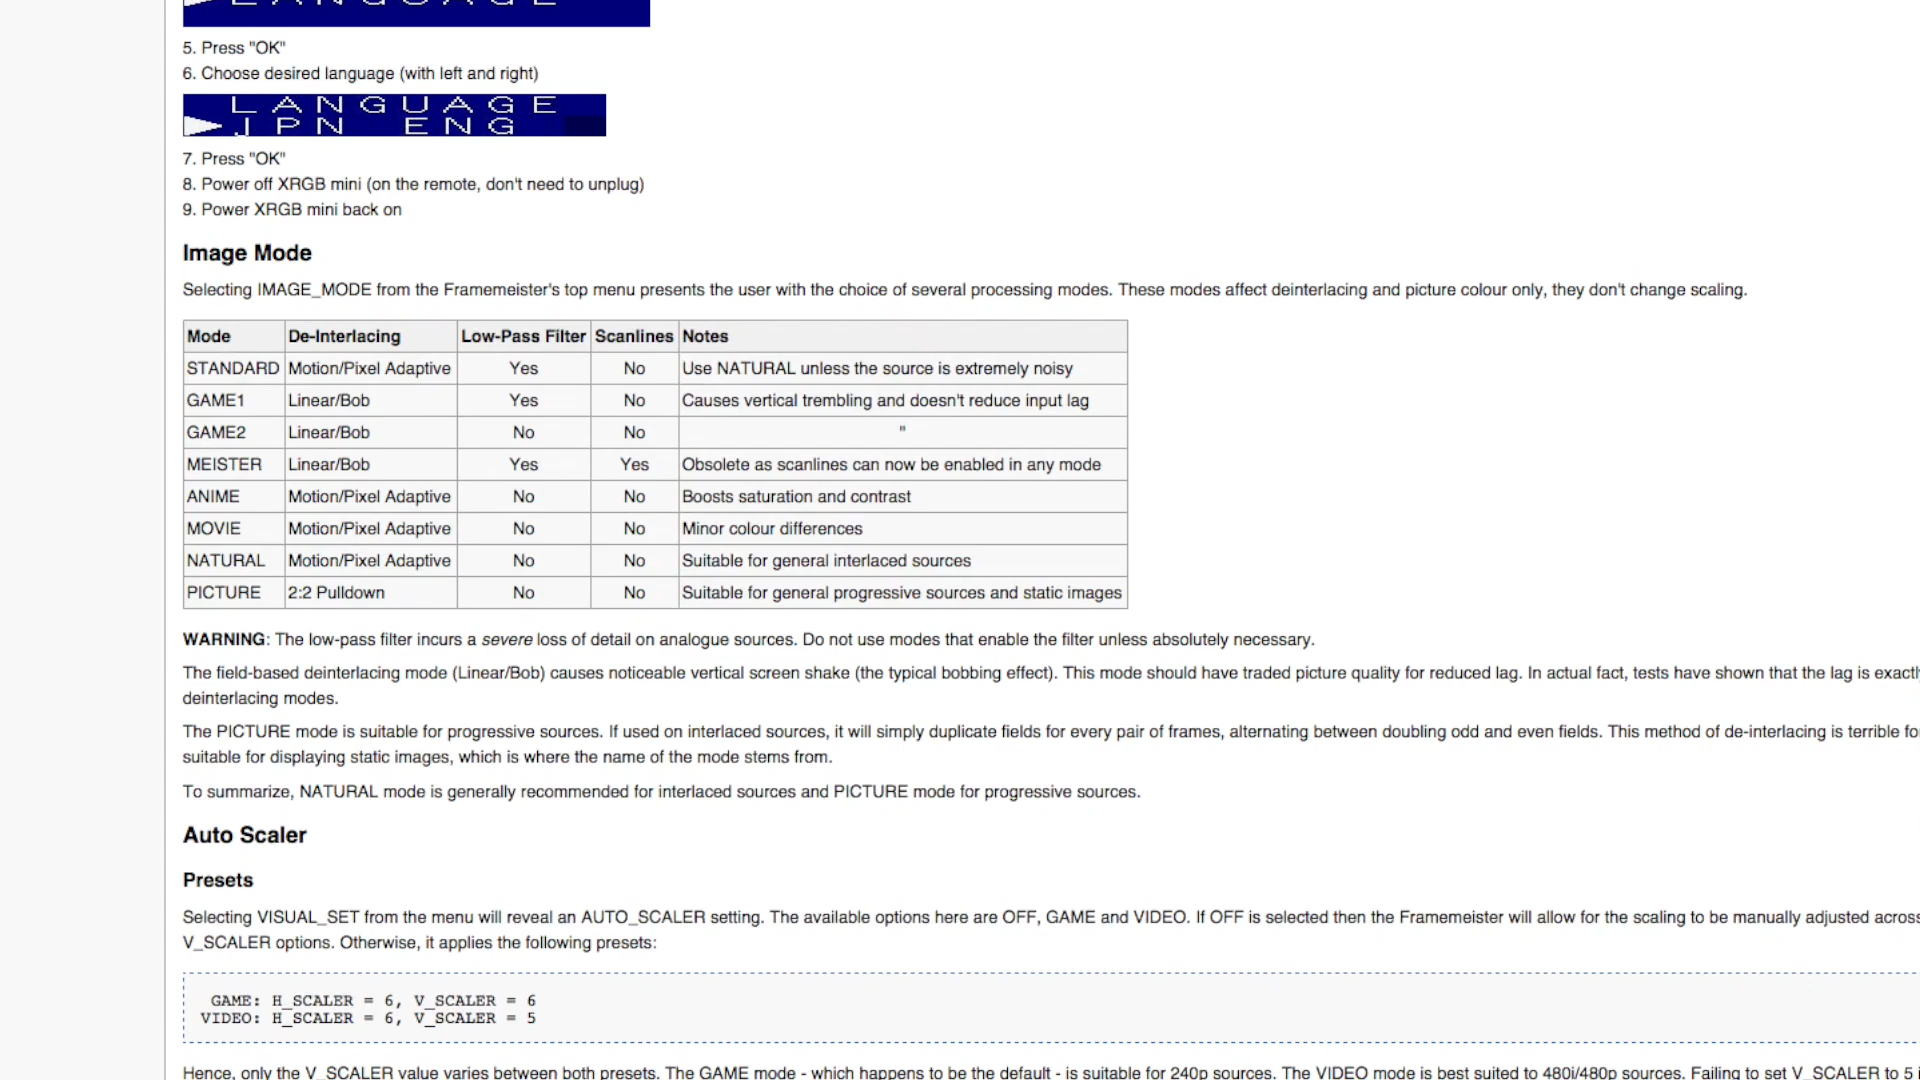 LANGUAGE
5. Press "OK"
6. Choose desired language (with left and right)
LANGUAGE
JPN ENG
7. Press "OK"
8. Power off XRGB mini (on the remote, don't need to unplug)
9. Power XRGB mini back on
Image Mode
Selecting IMAGE_MODE from the Framemeister's top menu presents the user with the choice of several processing modes. These modes affect deinterlacing and picture colour only, they don't change scaling.
Mode De-Interlacing Low-Pass Filter Scanlines Notes
STANDARD Motion/Pixel Adaptive Yes No Use NATURAL unless the source is extremely noisy
GAME1 Linear/Bob Yes No Causes vertical trembling and doesn't reduce input lag
GAME2 Linear/Bob No No "
MEISTER Linear/Bob Yes Yes Obsolete as scanlines can now be enabled in any mode
ANIME Motion/Pixel Adaptive No No Boosts saturation and contrast
MOVIE Motion/Pixel Adaptive No No Minor colour differences
NATURAL Motion/Pixel Adaptive No No Suitable for general interlaced sources
PICTURE 2:2 Pulldown No No Suitable for general progressive sources and static images
WARNING: The low-pass filter incurs a severe loss of detail on analogue sources. Do not use modes that enable the filter unless absolutely necessary.
The field-based deinterlacing mode (Linear/Bob) causes noticeable vertical screen shake (the typical bobbing effect). This mode should have traded picture quality for reduced lag. In actual fact, tests have shown that the lag is exactly
deinterlacing modes.
The PICTURE mode is suitable for progressive sources. If used on interlaced sources, it will simply duplicate fields for every pair of frames, alternating between doubling odd and even fields. This method of de-interlacing is terrible
suitable for displaying static images, which is where the name of the mode stems from.
To summarize, NATURAL mode is generally recommended for interlaced sources and PICTURE mode for progressive sources.
Auto Scaler
Presets
Selecting VISUAL_SET from the menu will reveal an AUTO_SCALER setting. The available options here are OFF, GAME and VIDEO. If OFF is selected then the Framemeister will allow for the scaling to be manually adjusted across
V_SCALER options. Otherwise, it applies the following presets:
GAME: H_SCALER = 6, V_SCALER = 6
VIDEO: H_SCALER = 6, V_SCALER = 5
Hence, only the V_SCALER value varies between both presets. The GAME mode - which happens to be the default - is suitable for 240p sources. The VIDEO mode is best suited to 480i/480p sources. Failing to set V_SCALER to 5